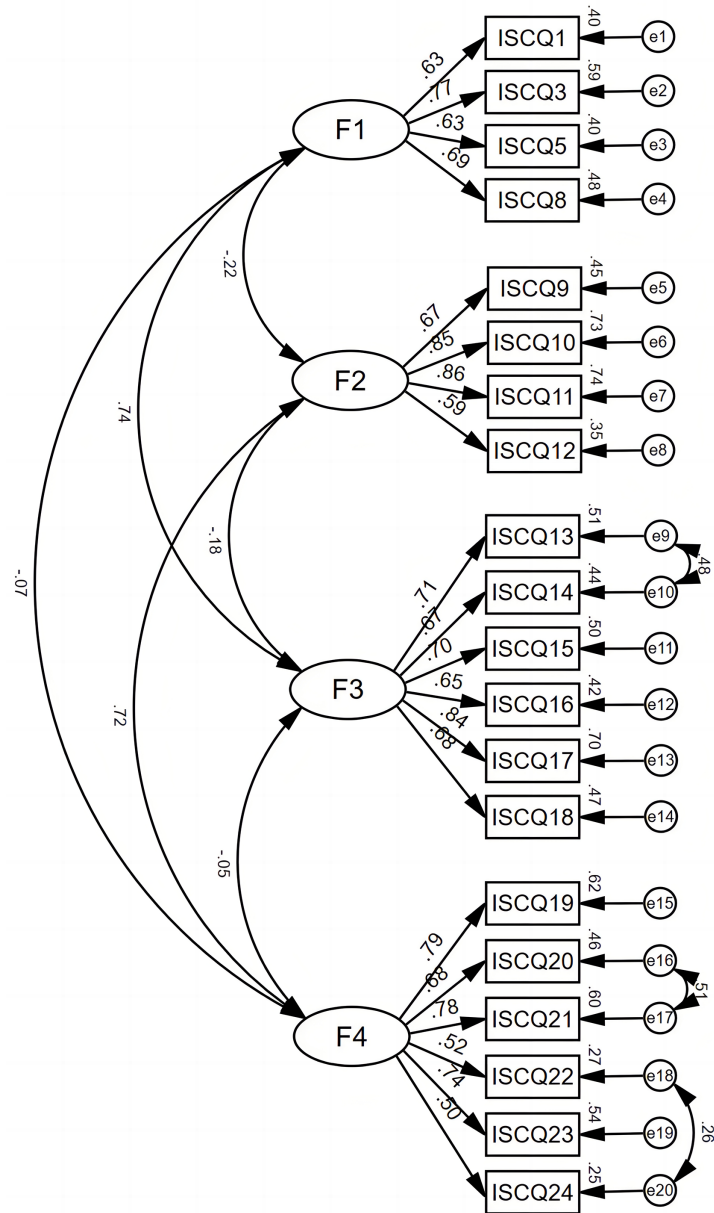 .40
ISCQ1
e1
.63
.59
ISCQ3
e2
.77
F1
.40
ISCQ5
e3
.63
.48
ISCQ8
e4
.69
-.22
.45
ISCQ9
e5
.67
.73
ISCQ10
e6
.85
F2
.74
ISCQ11
e7
.86
.35
ISCQ12
e8
.59
.74
-.18
.51
ISCQ13
e9
.48
.71
.44
ISCQ14
e10
.67
.50
ISCQ15
e11
.70
F3
.42
ISCQ16
e12
.65
.70
ISCQ17
e13
.84
.47
ISCQ18
e14
.68
-.07
.72
-.05
.62
ISCQ19
e15
.79
.46
ISCQ20
e16
.51
.68
.60
ISCQ21
e17
.78
F4
.27
ISCQ22
e18
.52
.54
ISCQ23
e19
.26
.74
.25
ISCQ24
e20
.50